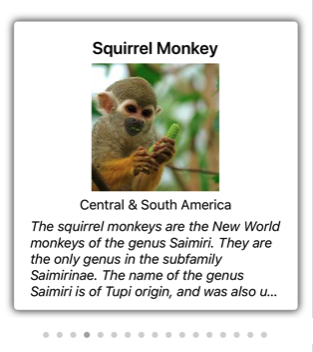 Squirrel Monkey
Central & South America
The squirrel monkeys are the New World
monkeys of the genus Saimiri. They are
the only genus in the subfamily
Saimirinae. The name of the genus
Saimiri is of Tupi origin, and was also u...